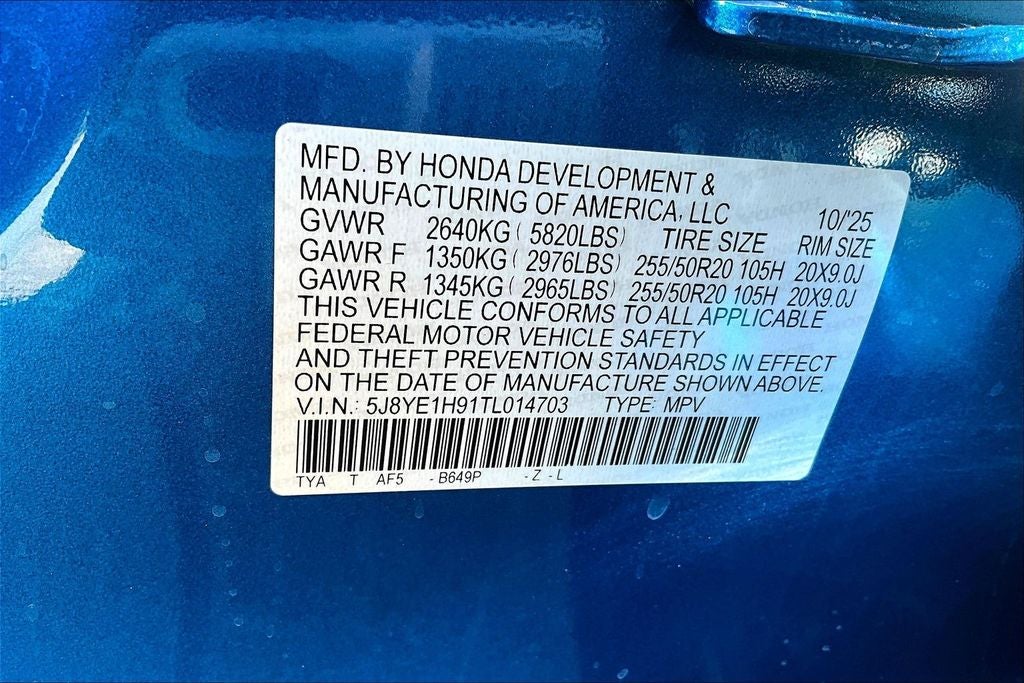 MFD. BY HONDA DEVELOPMENT &
MANUFACTURING OF AMERICA, LLC 10/'25
GVWR 2640KG ( 5820LBS) TIRE SIZE RIM SIZE
GAWR F 1350KG ( 2976LBS) 255/50R20 105H 20X9.0J
GAWR R 1345KG ( 2965LBS) 255/50R20 105H 20X9.0J
THIS VEHICLE CONFORMS TO ALL APPLICABLE
FEDERAL MOTOR VEHICLE SAFETY
AND THEFT PREVENTION STANDARDS IN EFFECT
ON THE DATE OF MANUFACTURE SHOWN ABOVE.
V.I.N.: 5J8YE1H91TL014703 TYPE: MPV
TYA T AF5 - B649P - Z - L